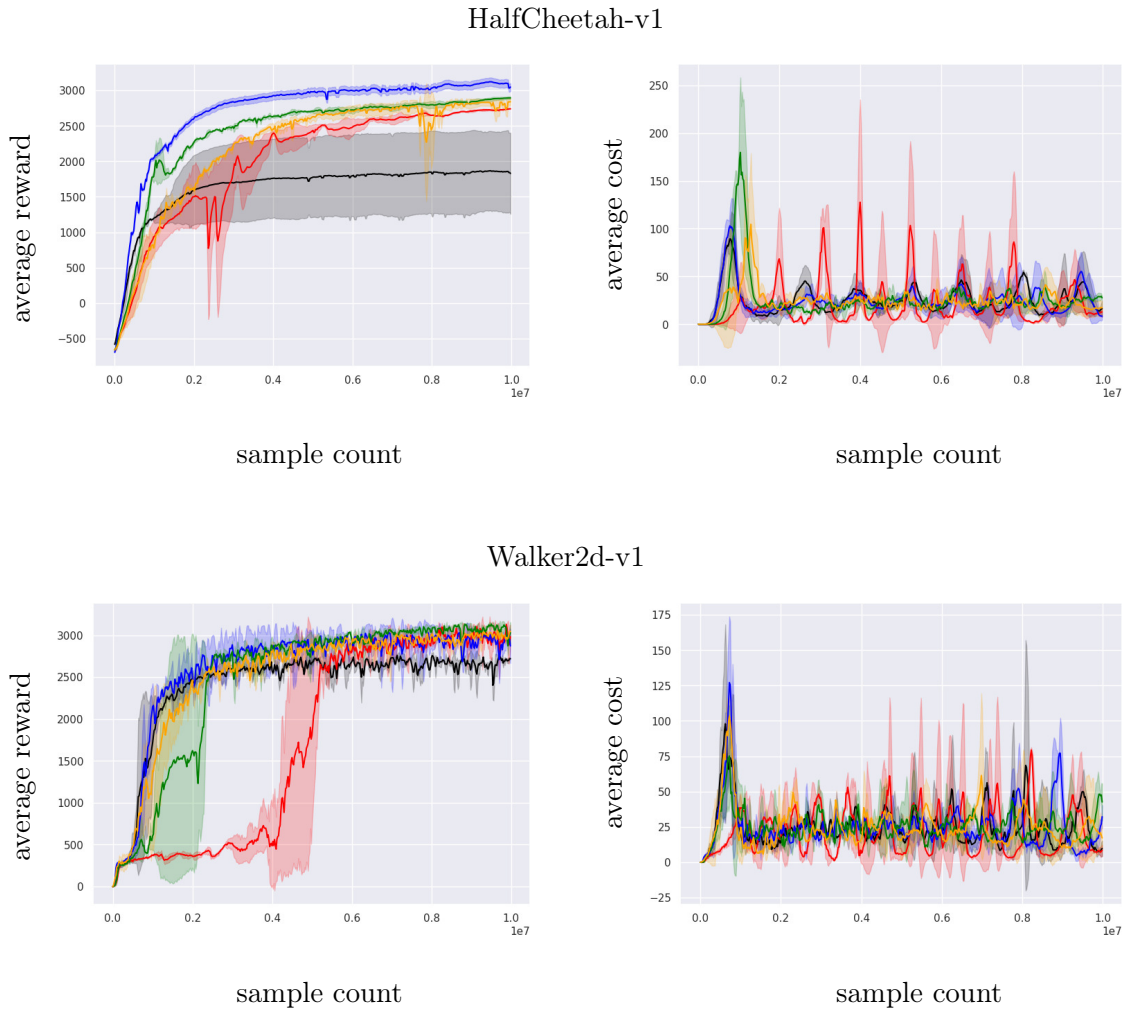 HalfCheetah-v1
average reward
3000
2500
2000
1500
1000
500
0
−500
0.0 0.2 0.4 0.6 0.8 1.0
1e7
sample count
average cost
250
200
150
100
50
0
0.0 0.2 0.4 0.6 0.8 1.0
1e7
sample count
Walker2d-v1
average reward
3000
2500
2000
1500
1000
500
0
0.0 0.2 0.4 0.6 0.8 1.0
1e7
sample count
average cost
175
150
125
100
75
50
25
0
−25
0.0 0.2 0.4 0.6 0.8 1.0
1e7
sample count